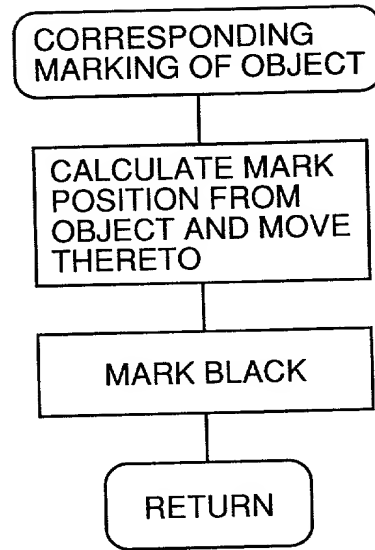 CORRESPONDING
MARKING OF OBJECT
CALCULATE MARK
POSITION FROM
OBJECT AND MOVE
THERETO
MARK BLACK
RETURN